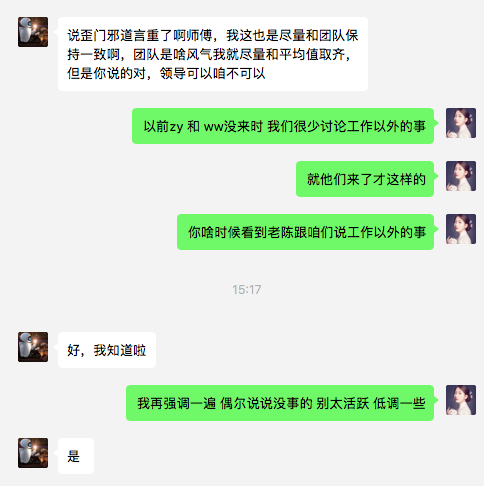 说歪门邪道言重了啊师傅，我这也是尽量和团队保
持一致啊，团队是啥风气我就尽量和平均值取齐，
但是你说的对，领导可以咱不可以
以前zy 和 ww没来时 我们很少讨论工作以外的事
就他们来了才这样的
你啥时候看到老陈跟咱们说工作以外的事
15:17
好，我知道啦
我再强调一遍 偶尔说说没事的 别太活跃 低调一些
是